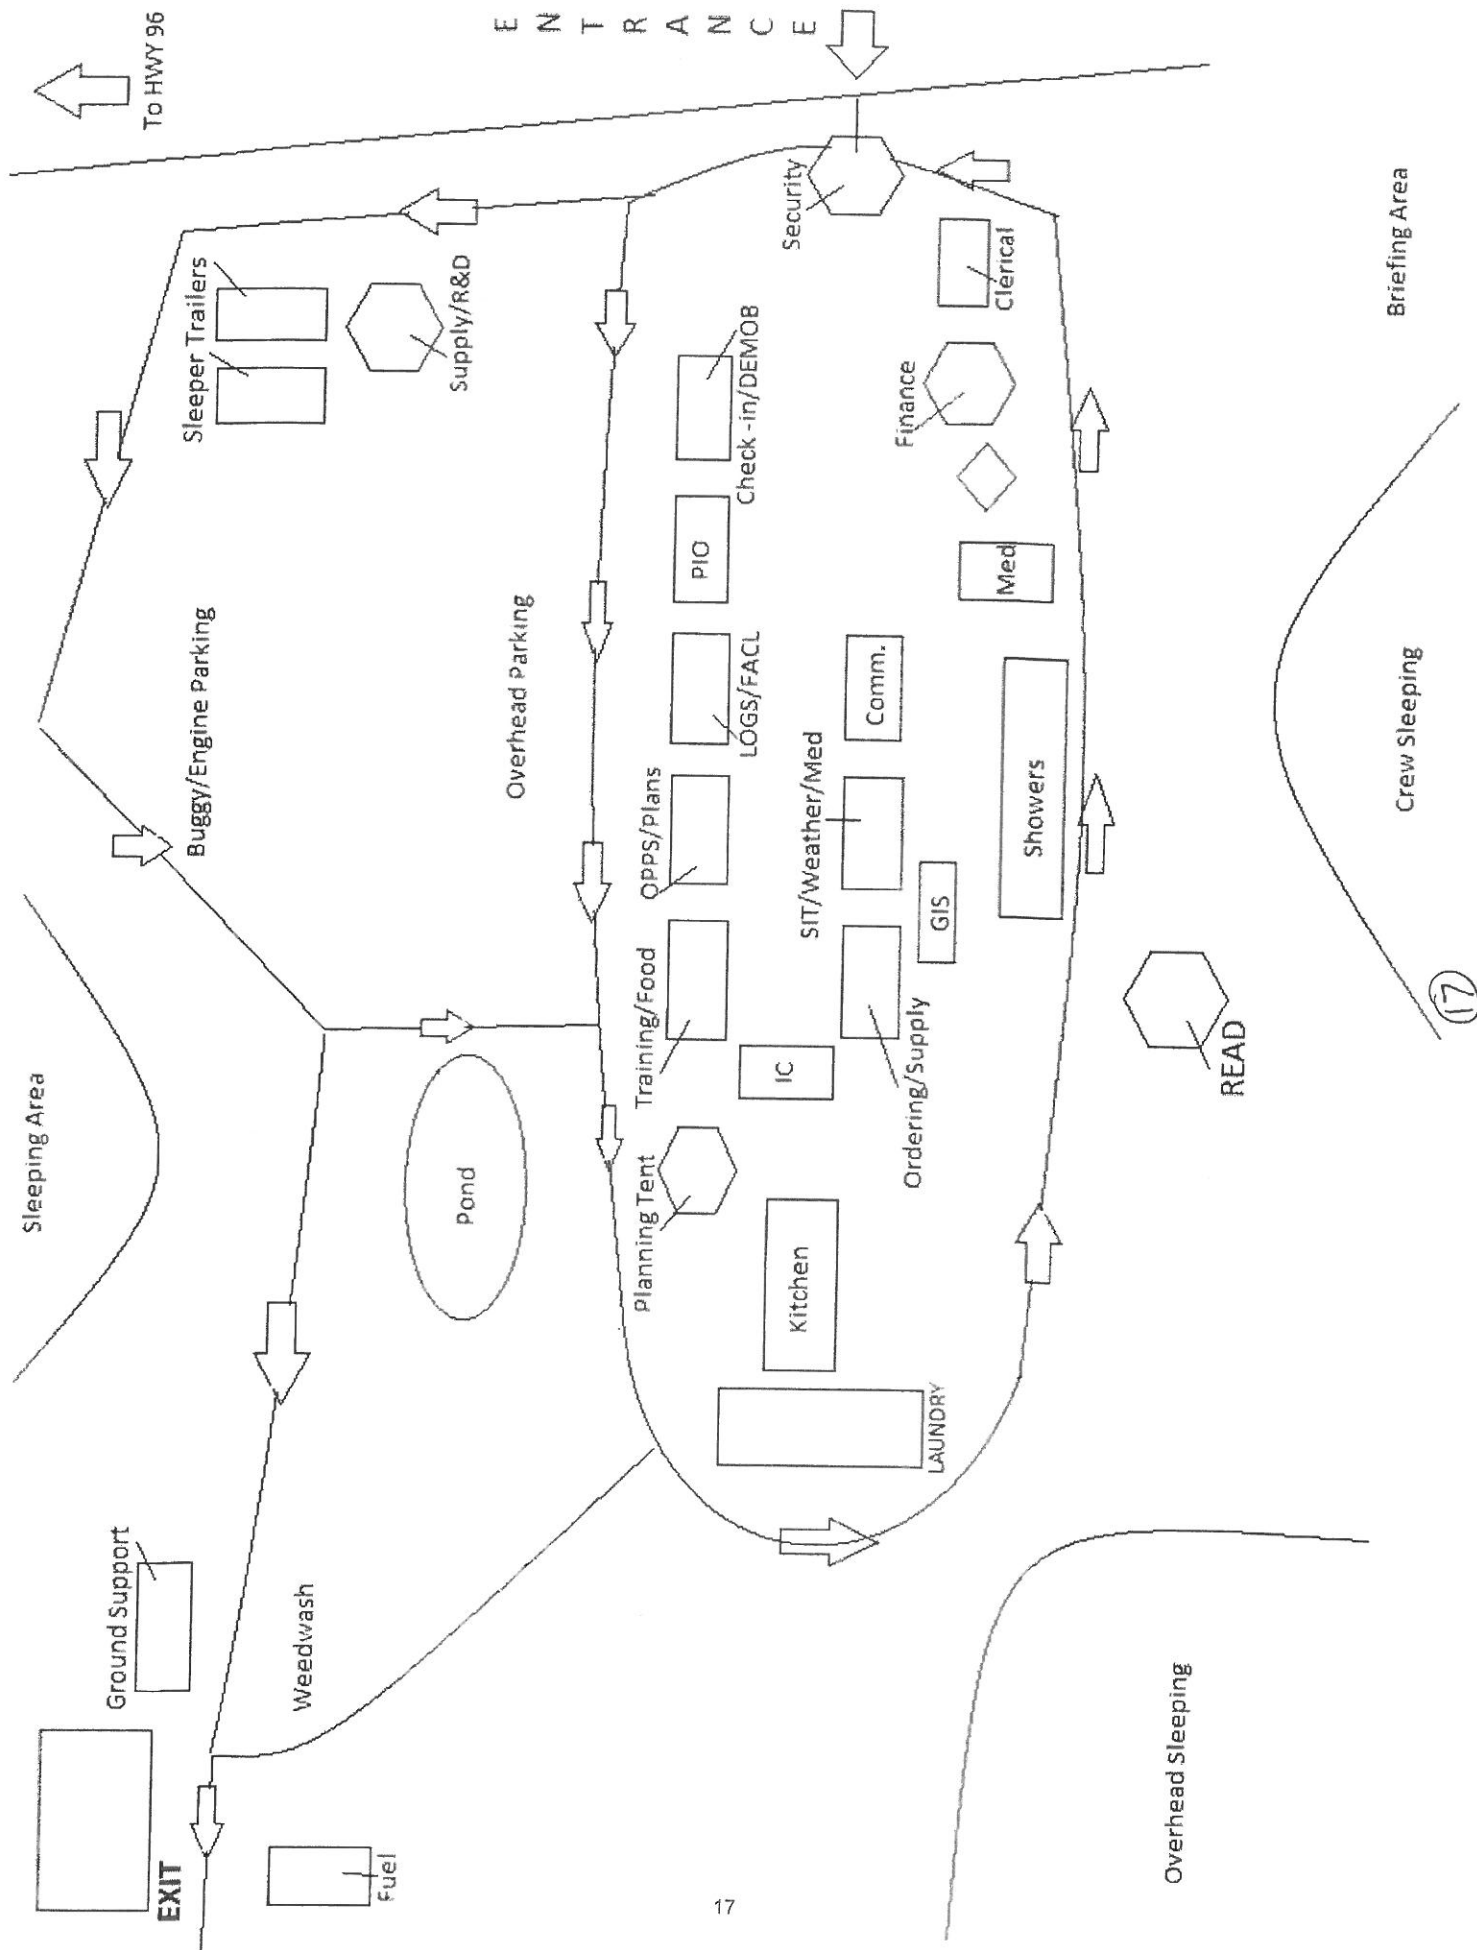 To HWY 96
ENTRANCE
Sleeper Trailers
Supply/R&D
Security
Clerical
Briefing Area
Check -in/DEMOB
Finance
Buggy/Engine Parking
Overhead Parking
PIO
Med
LOGS/FACL
Comm.
Crew Sleeping
OPPS/Plans
SIT/Weather/Med
Showers
GIS
Training/Food
Ordering/Supply
IC
READ
17
Sleeping Area
Pond
Planning Tent
Kitchen
LAUNDRY
Ground Support
Weedwash
Overhead Sleeping
EXIT
Fuel
17